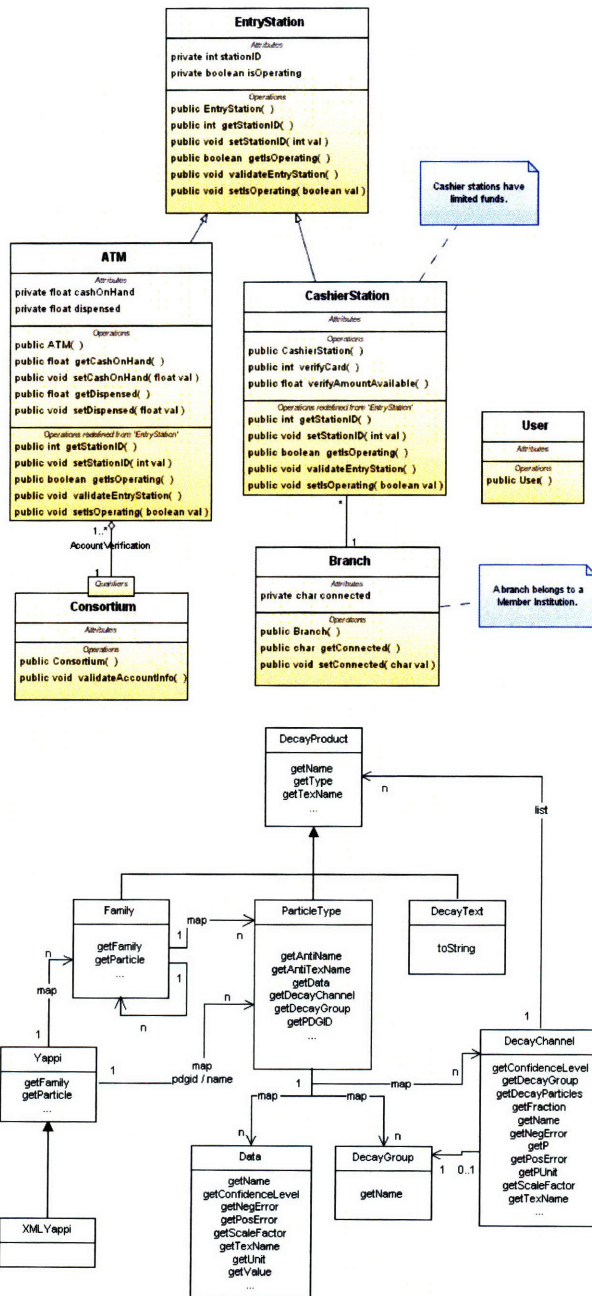 EntryStation
Attributes
private int stationID
private boolean isOperating
Operations
public EntryStation( )
public int getStationID( )
public void setStationID( int val )
public boolean getIsOperating( )
public void validateEntryStation( )
public void setIsOperating( boolean val )
Cashier stations have
limited funds.
ATM
Attributes
private float cashOnHand
private float dispensed
Operations
public ATM( )
public float getCashOnHand( )
public void setCashOnHand( float val )
public float getDispensed( )
public void setDispensed( float val )
Operations redefined from 'EntryStation'
public int getStationID( )
public void setStationID( int val )
public boolean getIsOperating( )
public void validateEntryStation( )
public void setIsOperating( boolean val )
CashierStation
Attributes
Operations
public CashierStation( )
public int verifyCard( )
public float verifyAmountAvailable( )
Operations redefined from 'EntryStation'
public int getStationID( )
public void setStationID( int val )
public boolean getIsOperating( )
public void validateEntryStation( )
public void setIsOperating( boolean val )
User
Attributes
Operations
public User( )
1..*
AccountVerification
1
Qualifiers
Consortium
Attributes
Operations
public Consortium( )
public void validateAccountInfo( )
*
1
Branch
Attributes
private char connected
Operations
public Branch( )
public char getConnected( )
public void setConnected( char val )
A branch belongs to a
Member Institution.
DecayProduct
getName
getType
getTexName
...
n
list
Family
getFamily
getParticle
...
1
map
n
1
n
ParticleType
getAntiName
getAntiTexName
getData
getDecayChannel
getDecayGroup
getPDGID
...
DecayText
toString
n
map
1
Yappi
getFamily
getParticle
...
1
map
pdgid / name
n
1
map
n
map
n
map
n
1
DecayChannel
getConfidenceLevel
getDecayGroup
getDecayParticles
getFraction
getName
getNegError
getP
getPosError
getPUnit
getScaleFactor
getTexName
...
Data
getName
getConfidenceLevel
getNegError
getPosError
getScaleFactor
getTexName
getUnit
getValue
...
DecayGroup
getName
1
0..1
XMLYappi